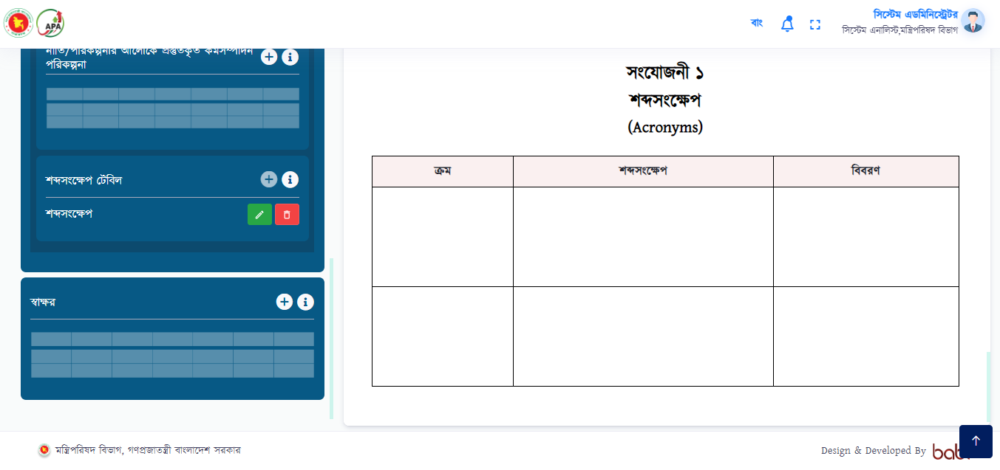 APA
বাং
সিস্টেম এডমিনিস্ট্রেটর
সিস্টেম এনালিস্ট,মন্ত্রিপরিষদ বিভাগ
নীতি/পরিকল্পনার আলোকে প্রস্তুতকৃত কর্মসম্পাদন
পরিকল্পনা
শব্দসংক্ষেপ টেবিল
শব্দসংক্ষেপ
স্বাক্ষর
সংযোজনী ১
শব্দসংক্ষেপ
(Acronyms)
ক্রম শব্দসংক্ষেপ বিবরণ
মন্ত্রিপরিষদ বিভাগ, গণপ্রজাতন্ত্রী বাংলাদেশ সরকার
Design & Developed By